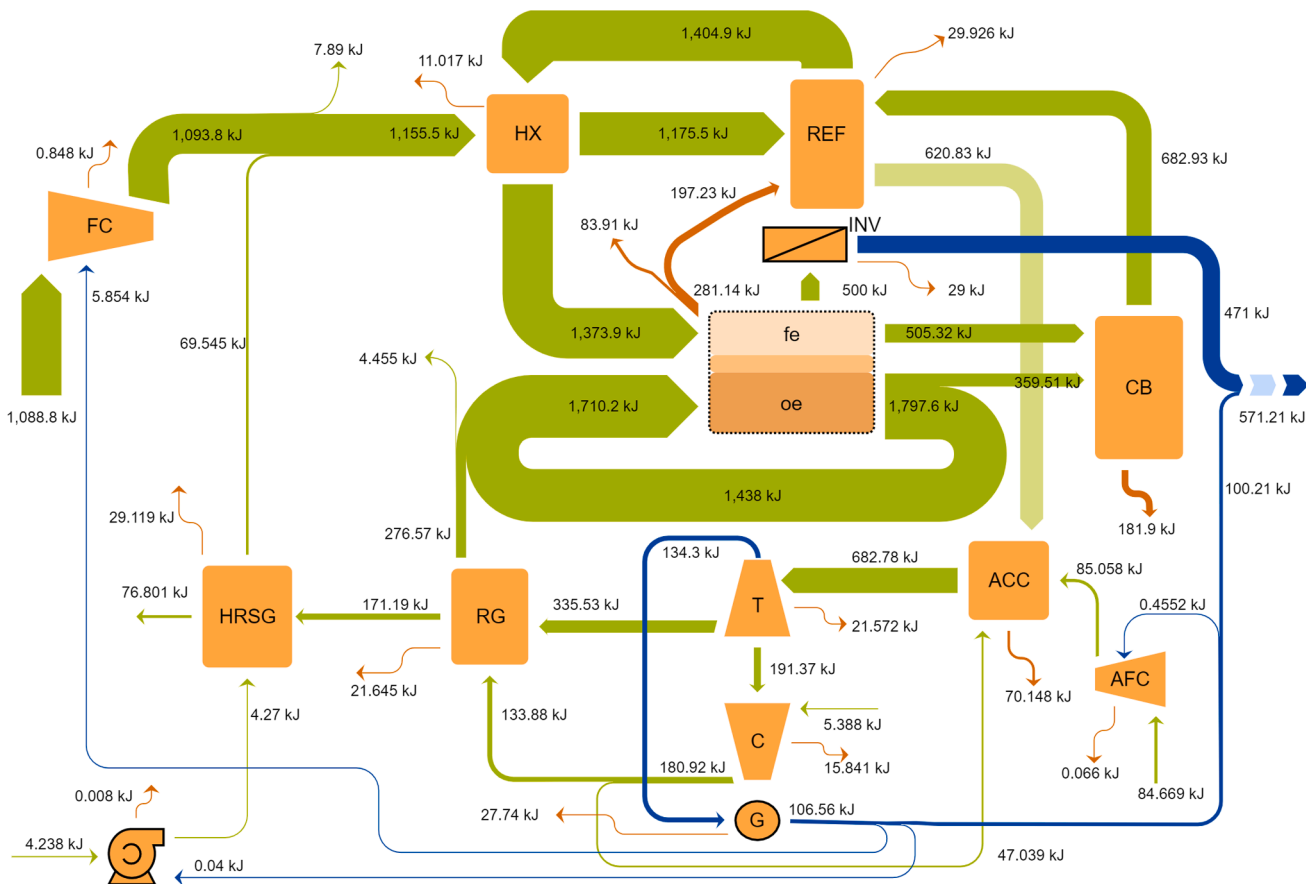 1,404.9 kJ
29.926 kJ
7.89 kJ
11.017 kJ
1,093.8 kJ
1,155.5 kJ
HX
1,175.5 kJ
REF
0.848 kJ
620.83 kJ
682.93 kJ
197.23 kJ
FC
83.91 kJ
INV
5.854 kJ
281.14 kJ
500 kJ
29 kJ
471 kJ
69.545 kJ
1,373.9 kJ
fe
505.32 kJ
4.455 kJ
359.51 kJ
CB
1,088.8 kJ
1,710.2 kJ
oe
1,797.6 kJ
571.21 kJ
1,438 kJ
100.21 kJ
29.119 kJ
276.57 kJ
181.9 kJ
134.3 kJ
682.78 kJ
ACC
85.058 kJ
76.801 kJ
HRSG
171.19 kJ
RG
335.53 kJ
T
21.572 kJ
0.4552 kJ
191.37 kJ
AFC
21.645 kJ
70.148 kJ
4.27 kJ
133.88 kJ
5.388 kJ
C
180.92 kJ
15.841 kJ
0.066 kJ
84.669 kJ
0.008 kJ
27.74 kJ
G
106.56 kJ
4.238 kJ
47.039 kJ
0.04 kJ